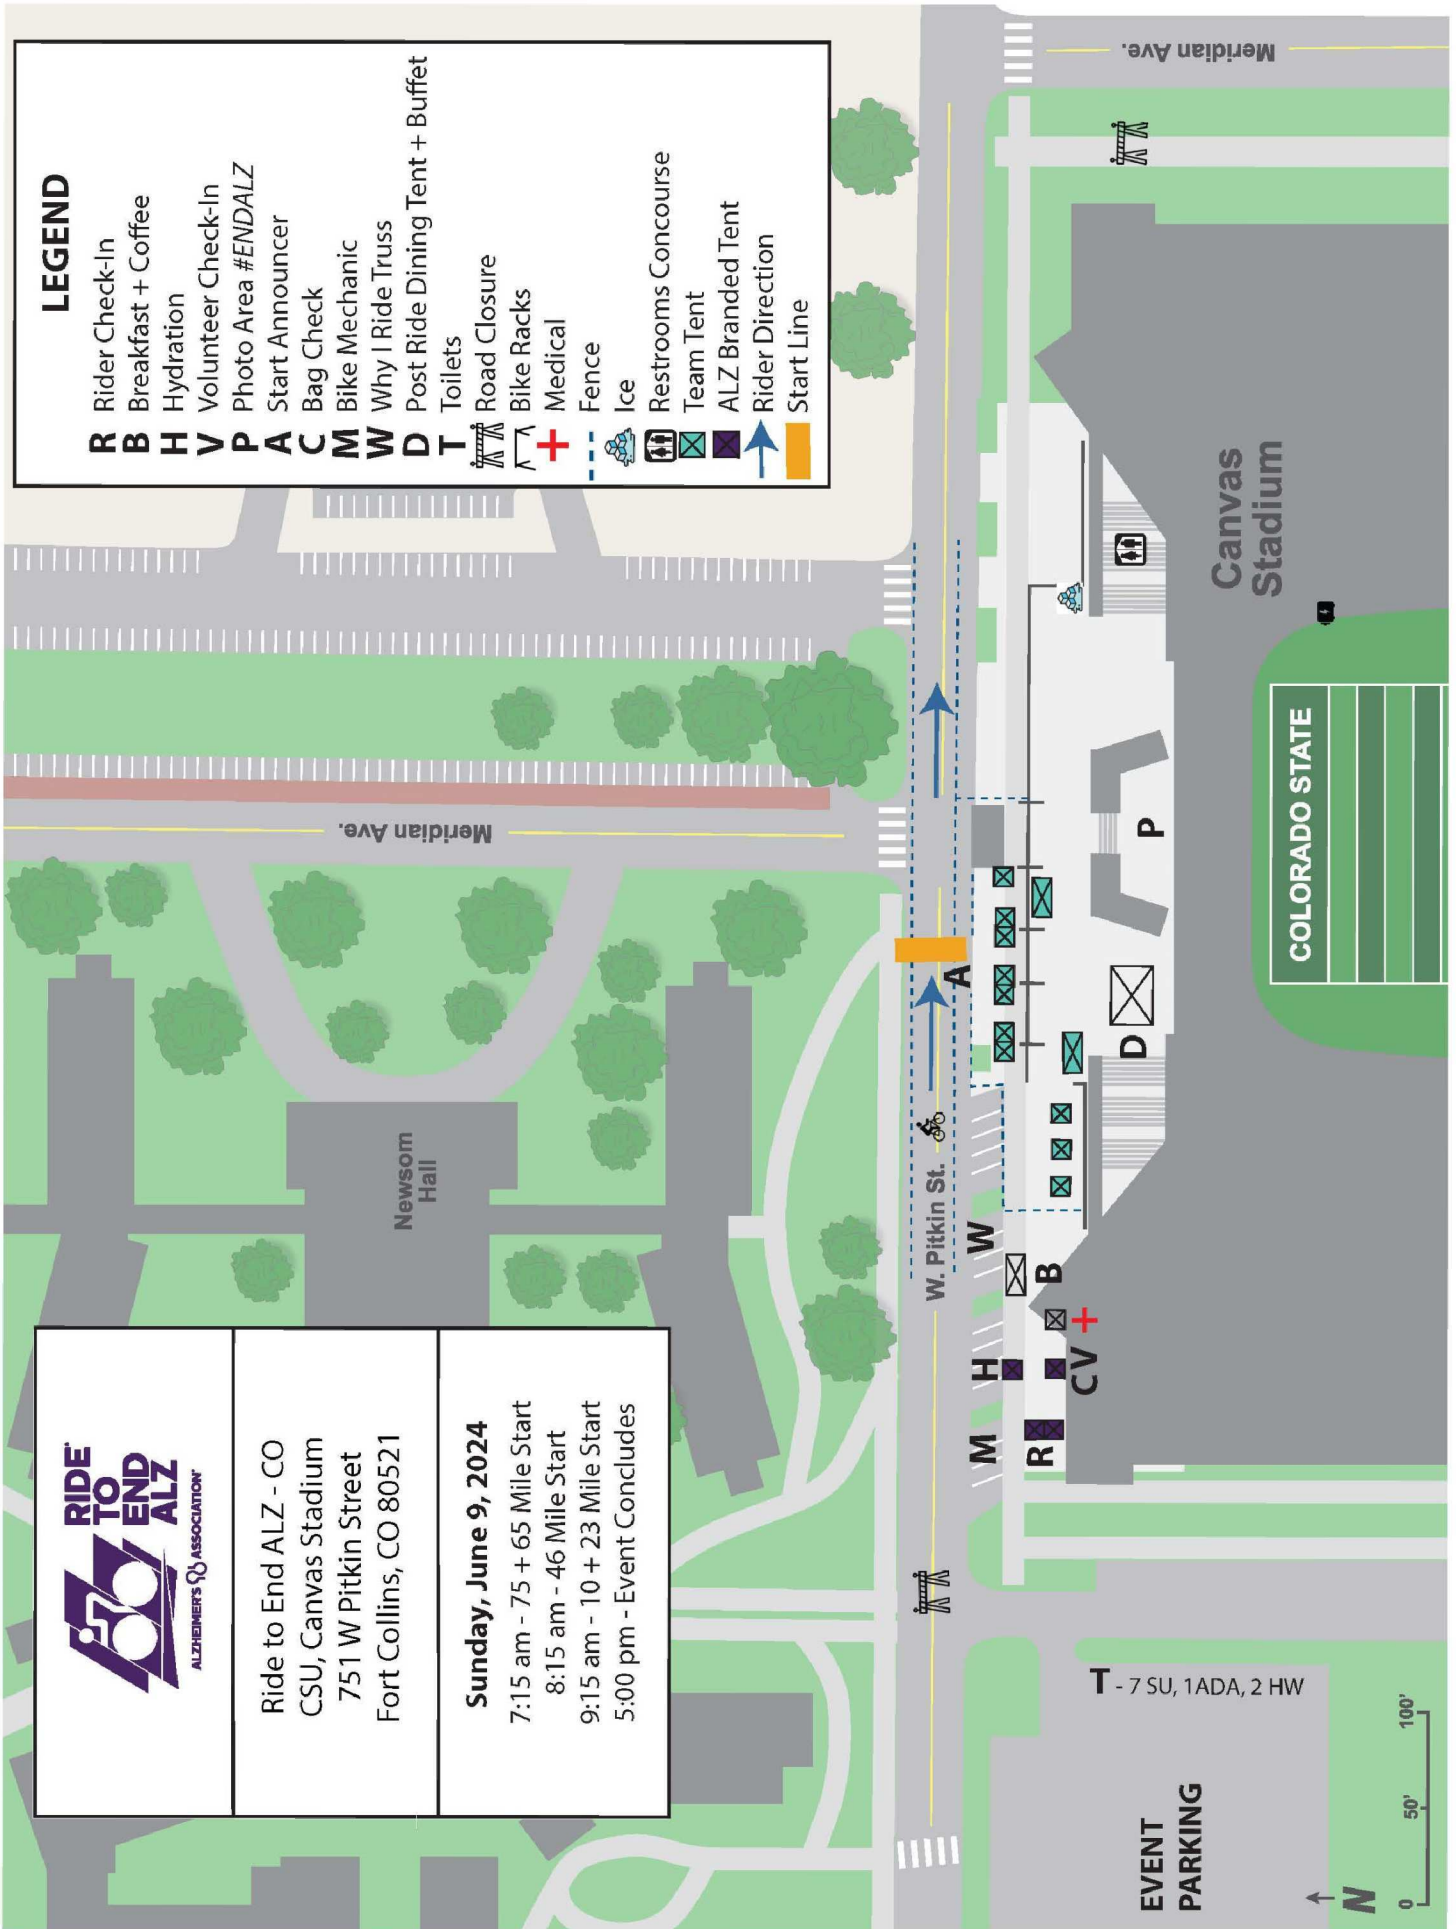 RIDE
TO
END
ALZ
ALZHEIMER'S ASSOCIATION
Ride to End ALZ - CO
CSU, Canvas Stadium
751 W Pitkin Street
Fort Collins, CO 80521
Sunday, June 9, 2024
7:15 am - 75 + 65 Mile Start
8:15 am - 46 Mile Start
9:15 am - 10 + 23 Mile Start
5:00 pm - Event Concludes
LEGEND
R Rider Check-In
B Breakfast + Coffee
H Hydration
V Volunteer Check-In
P Photo Area #ENDALZ
A Start Announcer
C Bag Check
M Bike Mechanic
W Why I Ride Truss
D Post Ride Dining Tent + Buffet
T Toilets
Road Closure
Bike Racks
Medical
Fence
Ice
Restrooms Concourse
Team Tent
ALZ Branded Tent
Rider Direction
Start Line
Newsom
Hall
Meridian Ave.
W. Pitkin St.
A
M
H
W
R
CV
B
D
P
Meridian Ave.
T - 7 SU, 1ADA, 2 HW
EVENT
PARKING
Canvas
Stadium
COLORADO STATE
N
0
50'
100'